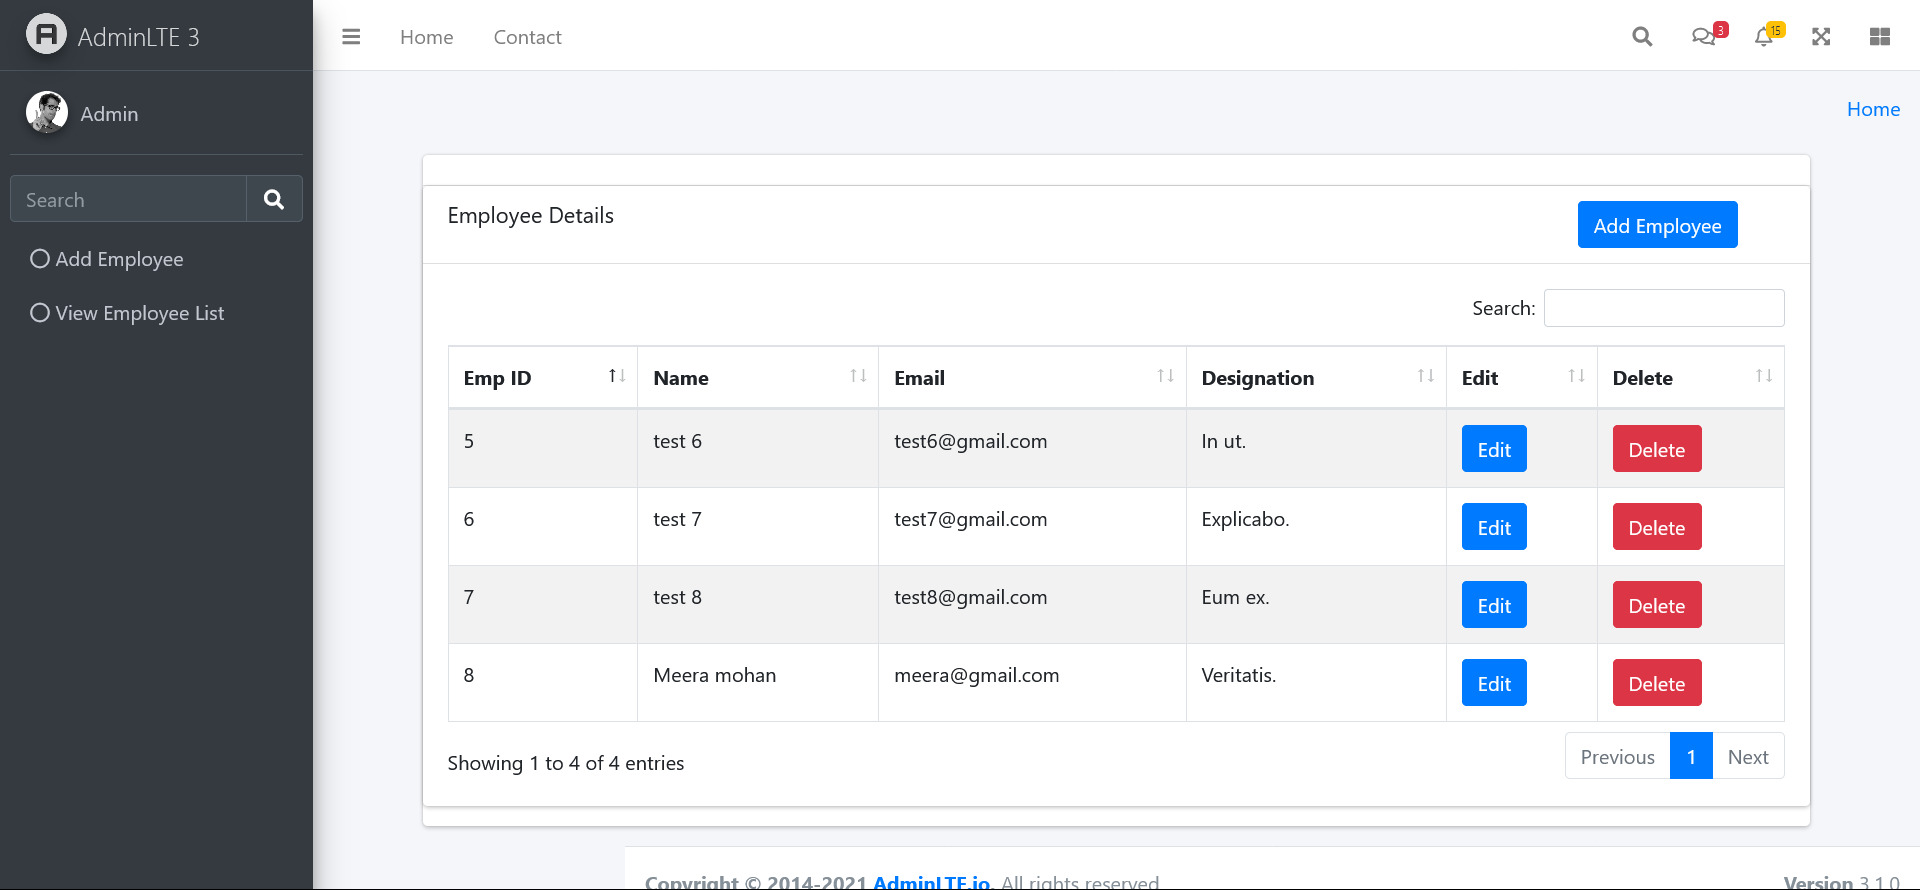 AdminLTE 3
Home Contact
3 15
Admin
Home
Search
Add Employee
View Employee List
Employee Details
Add Employee
Search:
Emp ID Name Email Designation Edit Delete
5 test 6 test6@gmail.com In ut. Edit Delete
6 test 7 test7@gmail.com Explicabo. Edit Delete
7 test 8 test8@gmail.com Eum ex. Edit Delete
8 Meera mohan meera@gmail.com Veritatis. Edit Delete
Showing 1 to 4 of 4 entries
Previous 1 Next
Copyright © 2014-2021 AdminLTE.io. All rights reserved.
Version 3.1.0